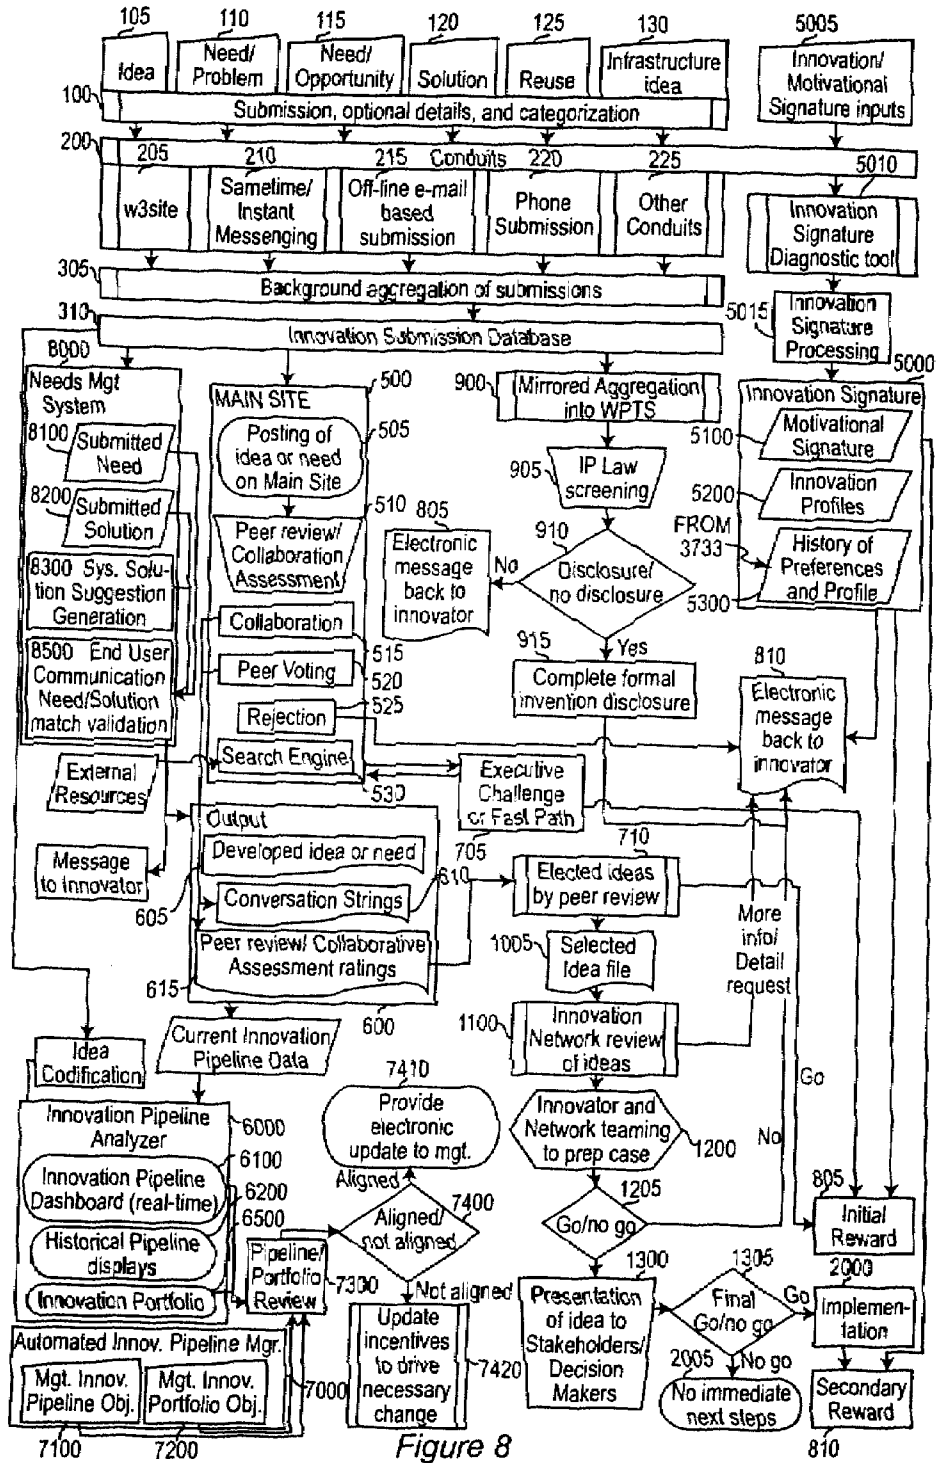 105
110
115
120
125
130
5005
Idea
Need/
Problem
Need/
Opportunity
Solution
Reuse
Infrastructure
idea
Innovation/
Motivational
Signature inputs
100
Submission, optional details, and categorization
200
Conduits
205
210
215
220
225
5010
w3site
Sametime/
Instant
Messenging
Off-line e-mail
based
submission
Phone
Submission
Other
Conduits
Innovation
Signature
Diagnostic tool
305
Background aggregation of submissions
310
Innovation Submission Database
5015
Innovation
Signature
Processing
8000
Needs Mgt
System
8100
Submitted
Need
8200
Submitted
Solution
8300 Sys. Solu-
tion Suggestion
Generation
8500 End User
Communication
Need/Solution
match validation
External
Resources
Message
to Innovator
500
MAIN SITE
505
Posting of
idea or need
on Main Site
510
Peer review/
Collaboration
Assessment
Collaboration
515
Peer Voting
520
525
Rejection
Search Engine
530
900
Mirrored Aggregation
into WPTS
905
IP Law
screening
805
Electronic
message
back to
innovator
No
910
Disclosure/
no disclosure
Yes
915
Complete formal
invention disclosure
5000
Innovation Signature
5100
Motivational
Signature
5200
Innovation
Profiles
FROM
3733
History of
Preferences
and Profile
5300
810
Electronic
message
back to
innovator
Executive
Challenge
or Fast Path
705
Output
Developed idea or need
605
610
Conversation Strings
Peer review/ Collaborative
Assessment ratings
615
600
710
Elected ideas
by peer review
1005
Selected
Idea file
1100
Innovation
Network review
of ideas
More
info/
Detail
request
Go
Current Innovation
Pipeline Data
Idea
Codification
Innovation Pipeline
Analyzer
6000
6100
Innovation Pipeline
Dashboard (real-time)
6200
6500
Historical Pipeline
displays
Innovation Portfolio
Pipeline/
Portfolio
Review
7300
7410
Provide
electronic
update to mgt.
Aligned
7400
Aligned/
not aligned
Not aligned
Update
incentives
to drive
necessary
change
7420
Innovator and
Network teaming
to prep case
1200
No
1205
Go/no go
1300
Presentation
of idea to
Stakeholders/
Decision
Makers
1305
Final
Go/no go
Go
No go
2005
No immediate
next steps
805
Initial
Reward
2000
Implemen-
tation
Secondary
Reward
810
Automated Innov. Pipeline Mgr.
Mgt. Innov.
Pipeline Obj.
Mgt. Innov.
Portfolio Obj.
7000
7100
7200
Figure 8